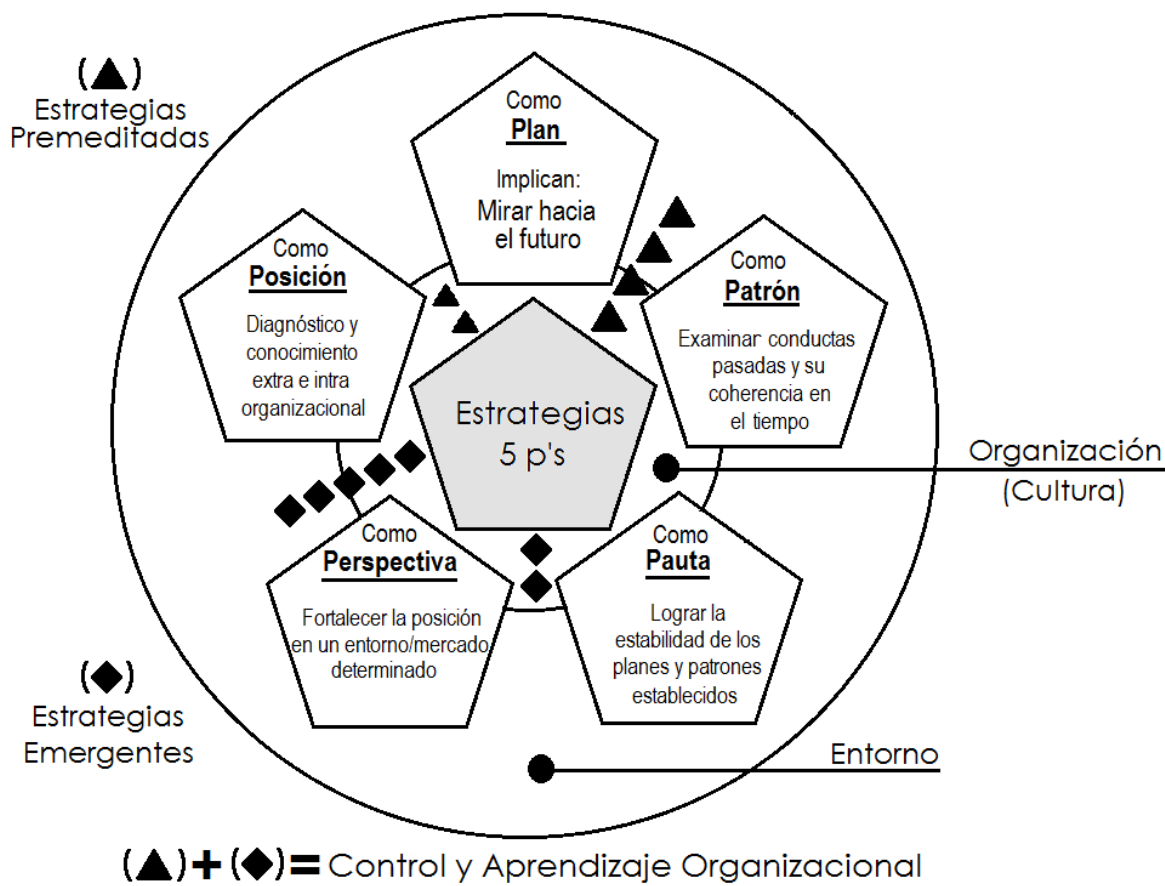 (▲)
Estrategias
Premeditadas
Como
Plan
Implican:
Mirar hacia
el futuro
Como
Posición
Diagnóstico y
conocimiento
extra e intra
organizacional
Como
Patrón
Examinar conductas
pasadas y su
coherencia en
el tiempo
Estrategias
5 p's
Organización
(Cultura)
Como
Perspectiva
Fortalecer la posición
en un entorno/mercado
determinado
Como
Pauta
Lograr la
estabilidad de los
planes y patrones
establecidos
(◆)
Estrategias
Emergentes
Entorno
(▲)+(◆)= Control y Aprendizaje Organizacional